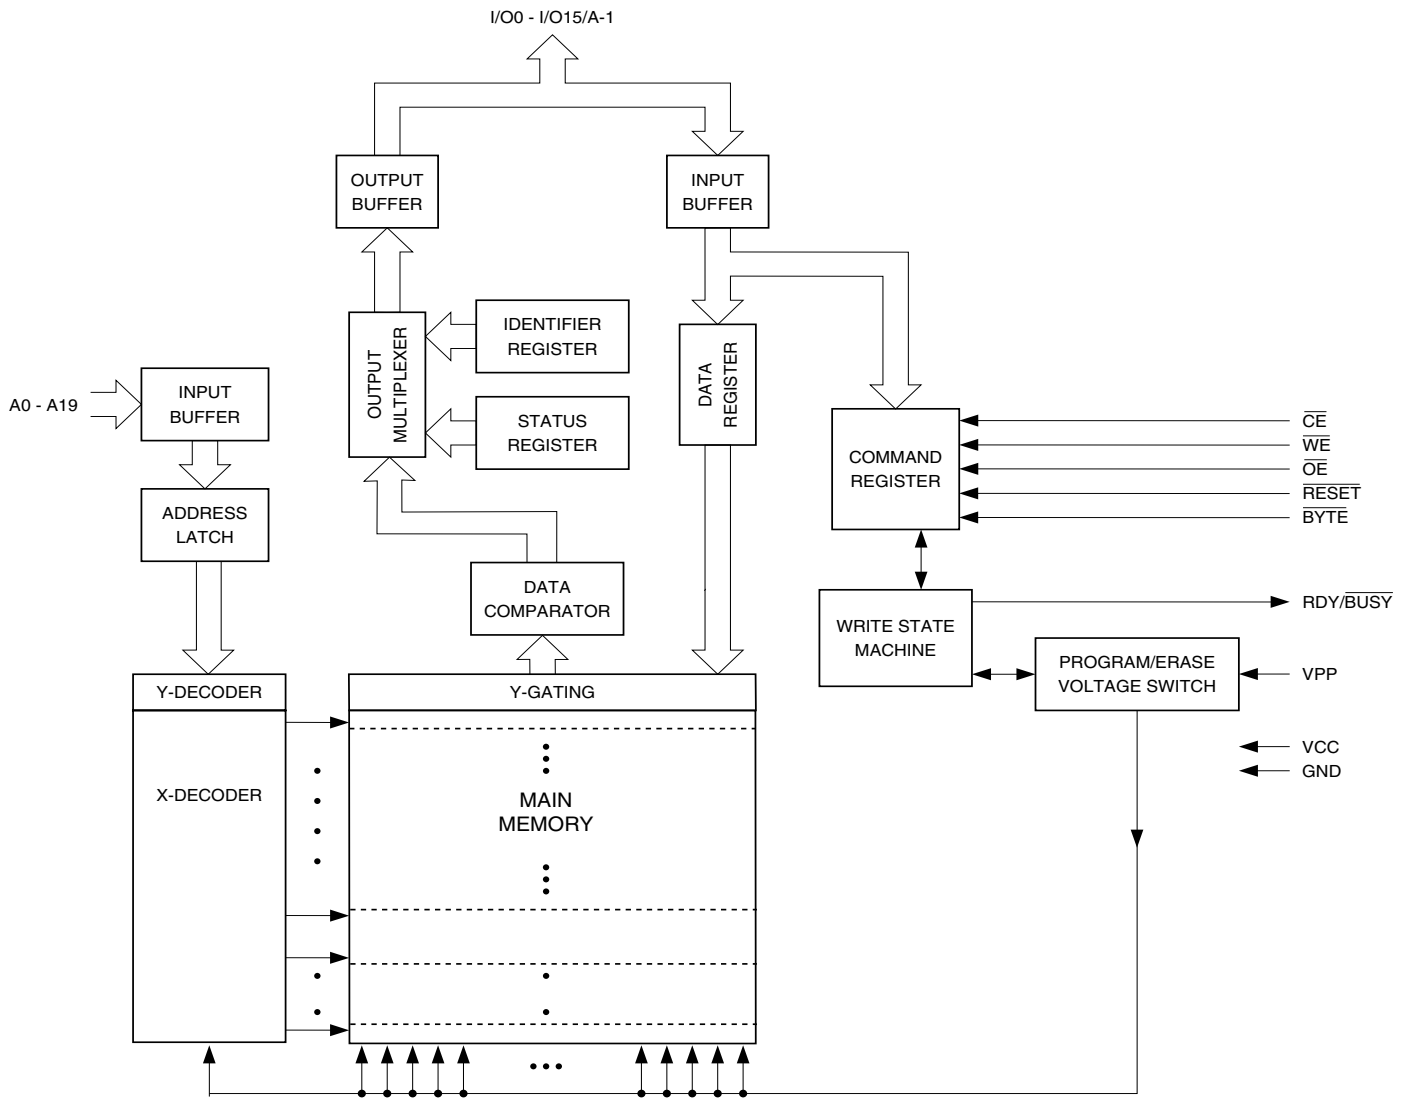 I/O0 - I/O15/A-1
OUTPUT
BUFFER
INPUT
BUFFER
IDENTIFIER
REGISTER
OUTPUT
MULTIPLEXER
DATA
REGISTER
A0 - A19
INPUT
BUFFER
STATUS
REGISTER
COMMAND
REGISTER
CE
WE
OE
RESET
BYTE
ADDRESS
LATCH
DATA
COMPARATOR
WRITE STATE
MACHINE
RDY/BUSY
PROGRAM/ERASE
VOLTAGE SWITCH
VPP
Y-DECODER
Y-GATING
VCC
GND
X-DECODER
MAIN
MEMORY